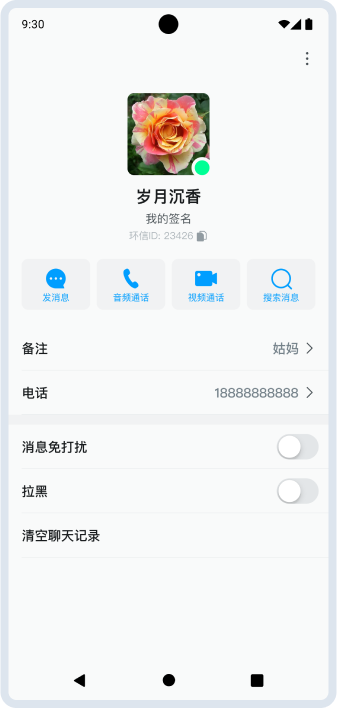 9:30
岁月沉香
我的签名
环信ID: 23426
发消息
音频通话
视频通话
搜索消息
备注 姑妈
电话 18888888888
消息免打扰
拉黑
清空聊天记录